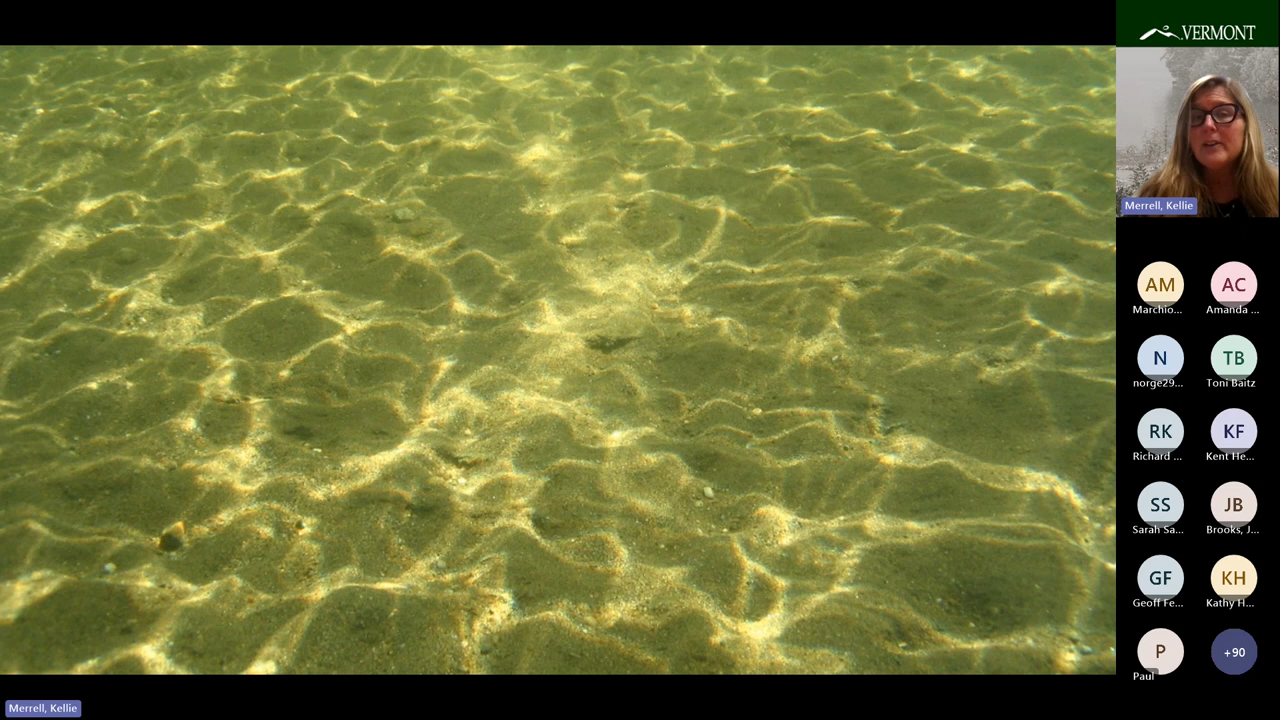 VERMONT
Merrell, Kellie
AM
Marchio...
AC
Amanda ...
N
norge29...
TB
Toni Baitz
RK
Richard ...
KF
Kent He...
SS
Sarah Sa...
JB
Brooks, J...
GF
Geoff Fe...
KH
Kathy H...
P
Paul
+90
Merrell, Kellie